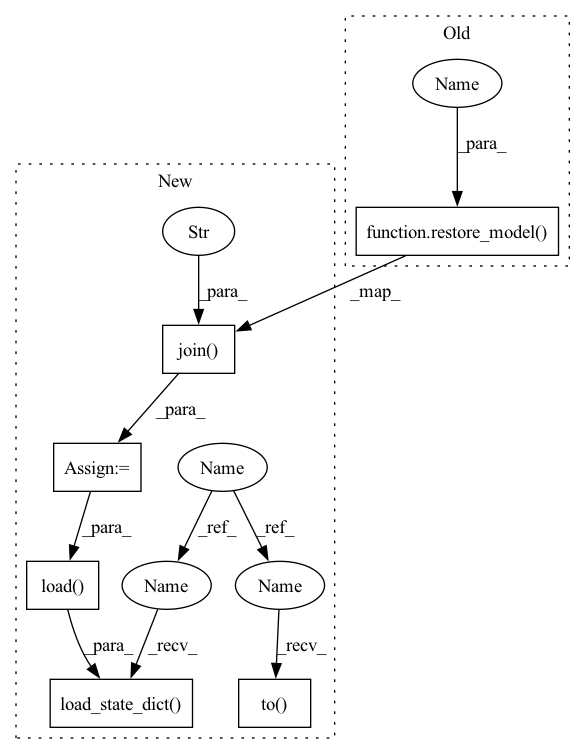 Old
Name
_para_
New
Str
function.restore_model()
_para_
_map_
join()
_para_
Assign:=
Name
_para_
_ref_
_ref_
load()
Name
Name
_para_
_recv_
_recv_
load_state_dict()
to()